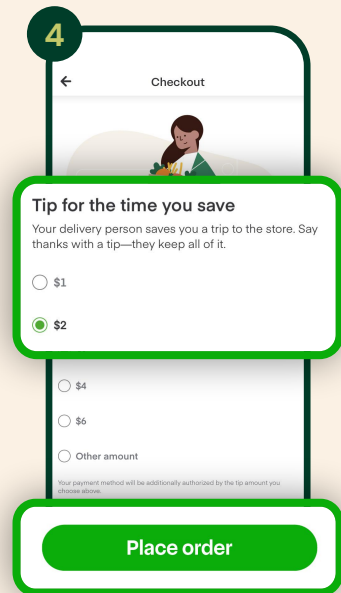 4
Checkout
Tip for the time you save
Your delivery person saves you a trip to the store. Say
thanks with a tip—they keep all of it.
$1
$2
$4
$6
Other amount
Your payment method will be additionally authorized by the tip amount you
choose above.
Place order